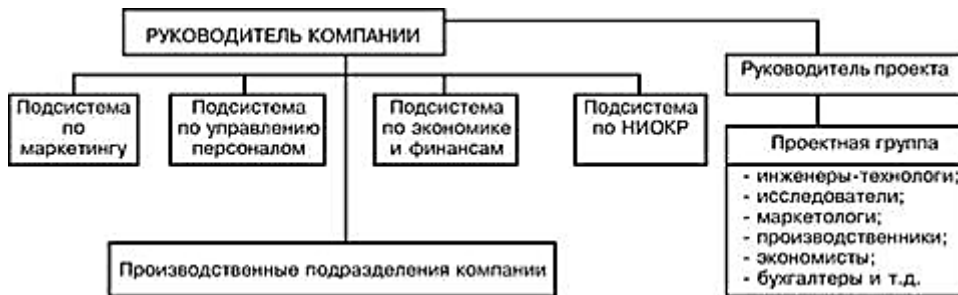 РУКОВОДИТЕЛЬ КОМПАНИИ
Руководитель проекта
Подсистема
по
маркетингу
Подсистема
по управлению
персоналом
Подсистема
по экономике
и финансам
Подсистема
по НИОКР
Проектная группа
- инженеры-технологи;
- исследователи;
- маркетологи;
- производственники;
- экономисты;
- бухгалтеры и т.д.
Производственные подразделения компании